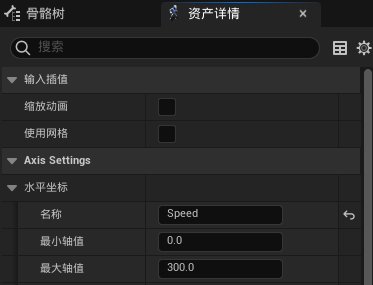 骨骼树 资产详情
搜索
输入插值
缩放动画
使用网格
Axis Settings
水平坐标
名称 Speed
最小轴值 0.0
最大轴值 300.0